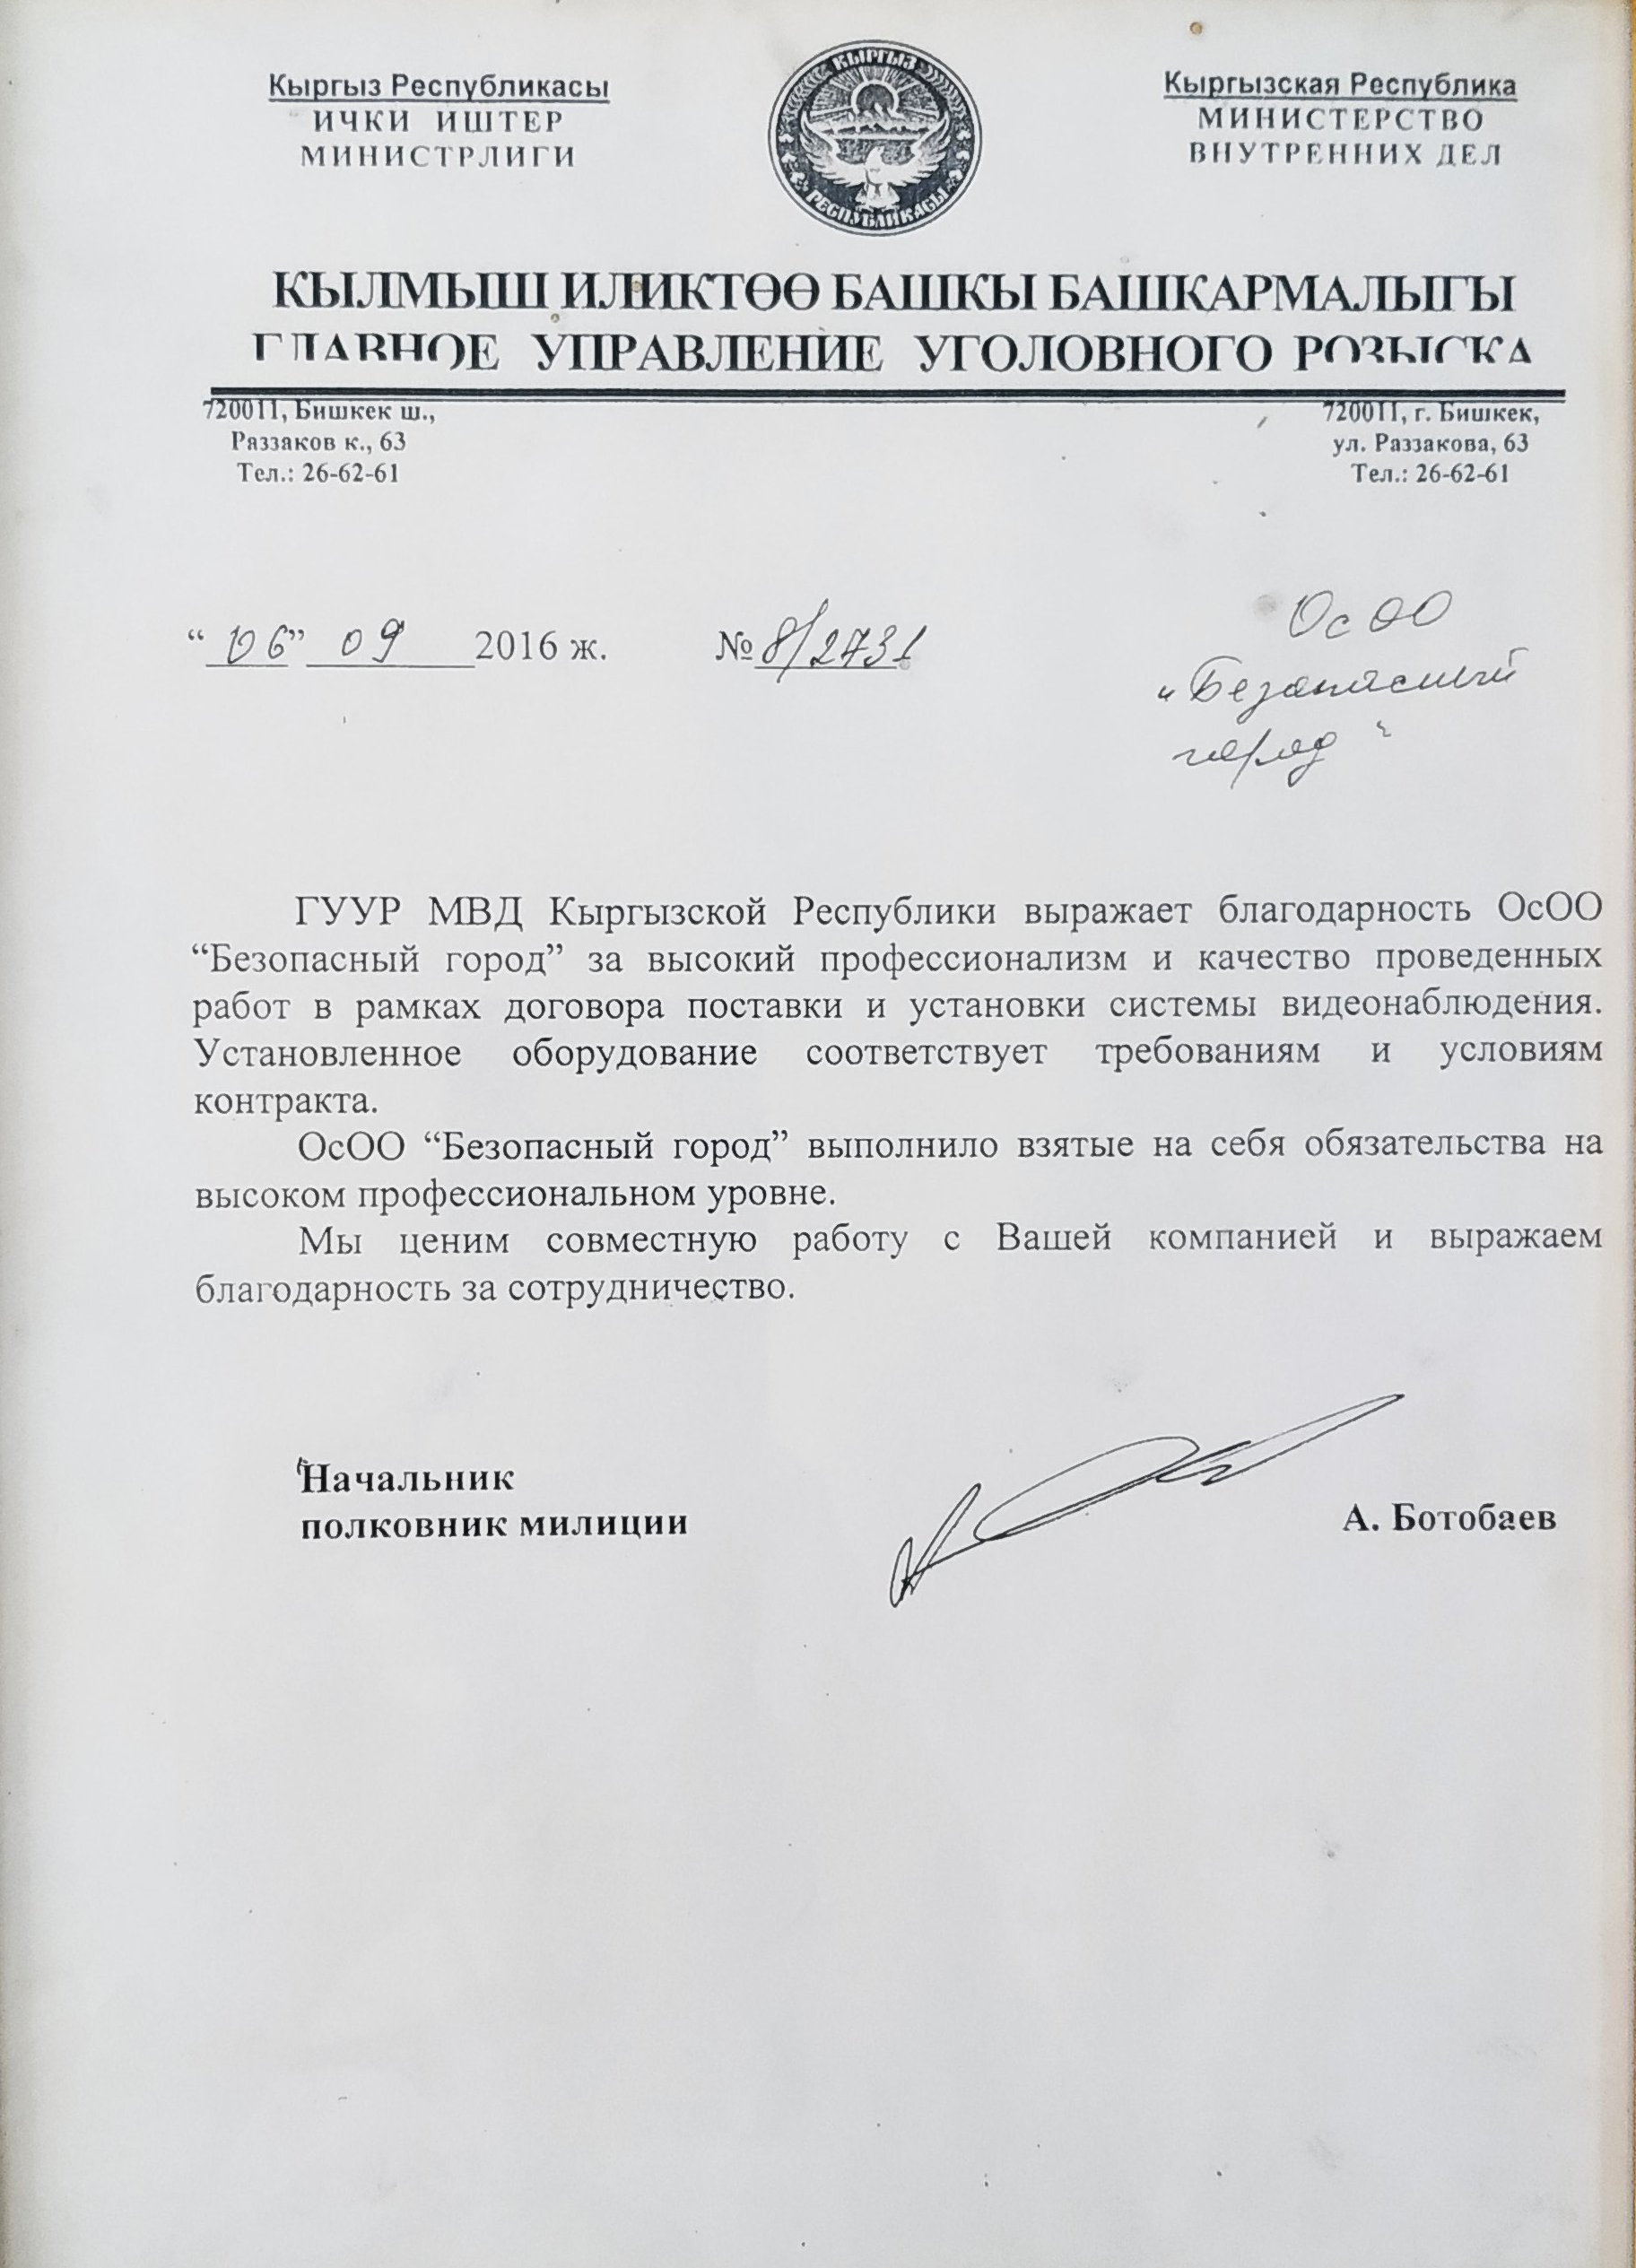 Кыргыз Республикасы
ИЧКИ ИШТЕР
МИНИСТРЛИГИ
КЫРГЫЗ
РЕСПУБЛИКАСЫ
Кыргызская Республика
МИНИСТЕРСТВО
ВНУТРЕННИХ ДЕЛ
КЫЛМЫШ ИЛИКТӨӨ БАШКЫ БАШКАРМАЛЫГЫ
ГЛАВНОЕ УПРАВЛЕНИЕ УГОЛОВНОГО РОЗЫСКА
720011, Бишкек ш.,
Раззаков к., 63
Тел.: 26-62-61
720011, г. Бишкек,
ул. Раззакова, 63
Тел.: 26-62-61
“06” 09 2016 ж. № 8/2731
ОсОО
“Безопасный
город”
ГУУР МВД Кыргызской Республики выражает благодарность ОсОО
“Безопасный город” за высокий профессионализм и качество проведенных
работ в рамках договора поставки и установки системы видеонаблюдения.
Установленное оборудование соответствует требованиям и условиям
контракта.
ОсОО “Безопасный город” выполнило взятые на себя обязательства на
высоком профессиональном уровне.
Мы ценим совместную работу с Вашей компанией и выражаем
благодарность за сотрудничество.
Начальник
полковник милиции
А. Ботобаев